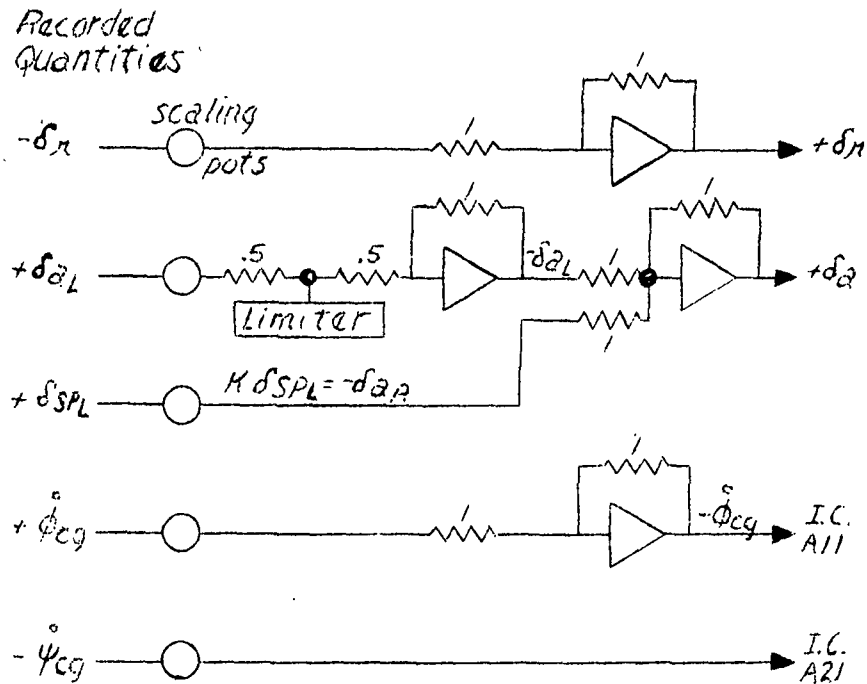 Recorded
Quantities
scaling
pots
-δr
1
1
+δr
+δaL
.5
.5
Limiter
1
-δaL
1
1
1
+δa
+ δSPL
K δSPL = -δaR
+ φ̊cg
1
1
-φ̊cg
I.C.
A11
- ψ̊cg
I.C.
A21